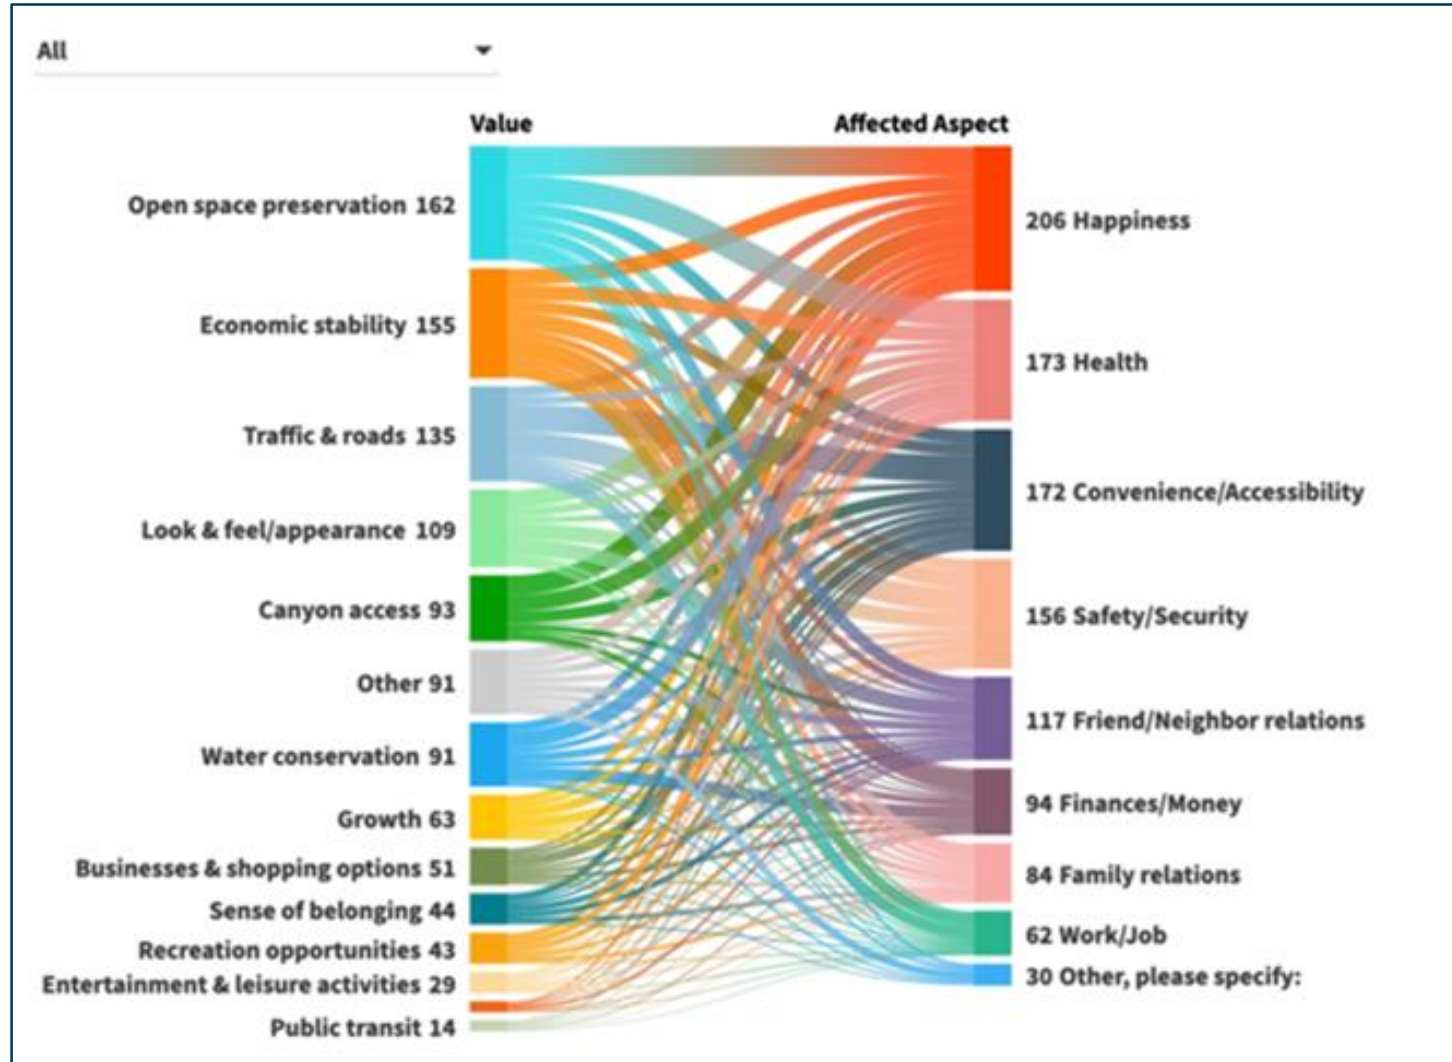 All
Value
Affected Aspect
Open space preservation 162
Economic stability 155
Traffic & roads 135
Look & feel/appearance 109
Canyon access 93
Other 91
Water conservation 91
Growth 63
Businesses & shopping options 51
Sense of belonging 44
Recreation opportunities 43
Entertainment & leisure activities 29
Public transit 14
206 Happiness
173 Health
172 Convenience/Accessibility
156 Safety/Security
117 Friend/Neighbor relations
94 Finances/Money
84 Family relations
62 Work/Job
30 Other, please specify: